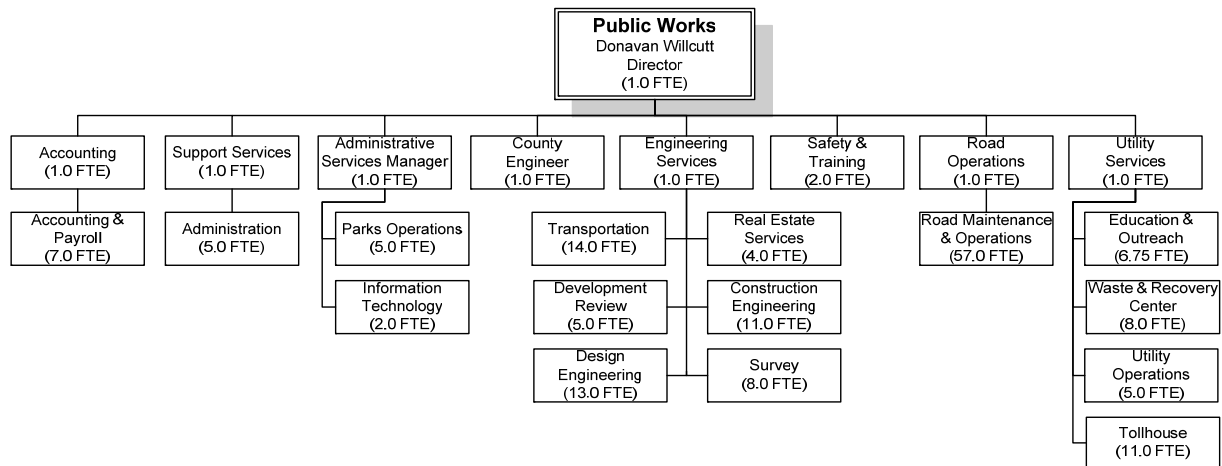 Public Works
Donavan Willcutt
Director
(1.0 FTE)
Accounting
(1.0 FTE)
Support Services
(1.0 FTE)
Administrative
Services Manager
(1.0 FTE)
County
Engineer
(1.0 FTE)
Engineering
Services
(1.0 FTE)
Safety &
Training
(2.0 FTE)
Road
Operations
(1.0 FTE)
Utility
Services
(1.0 FTE)
Accounting &
Payroll
(7.0 FTE)
Administration
(5.0 FTE)
Parks Operations
(5.0 FTE)
Information
Technology
(2.0 FTE)
Transportation
(14.0 FTE)
Real Estate
Services
(4.0 FTE)
Development
Review
(5.0 FTE)
Construction
Engineering
(11.0 FTE)
Design
Engineering
(13.0 FTE)
Survey
(8.0 FTE)
Road Maintenance
& Operations
(57.0 FTE)
Education &
Outreach
(6.75 FTE)
Waste & Recovery
Center
(8.0 FTE)
Utility
Operations
(5.0 FTE)
Tollhouse
(11.0 FTE)